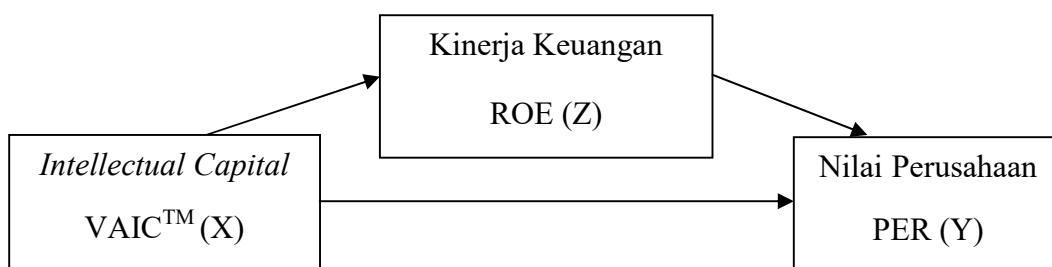 Kinerja Keuangan
ROE (Z)
Intellectual Capital
VAIC™ (X)
Nilai Perusahaan
PER (Y)